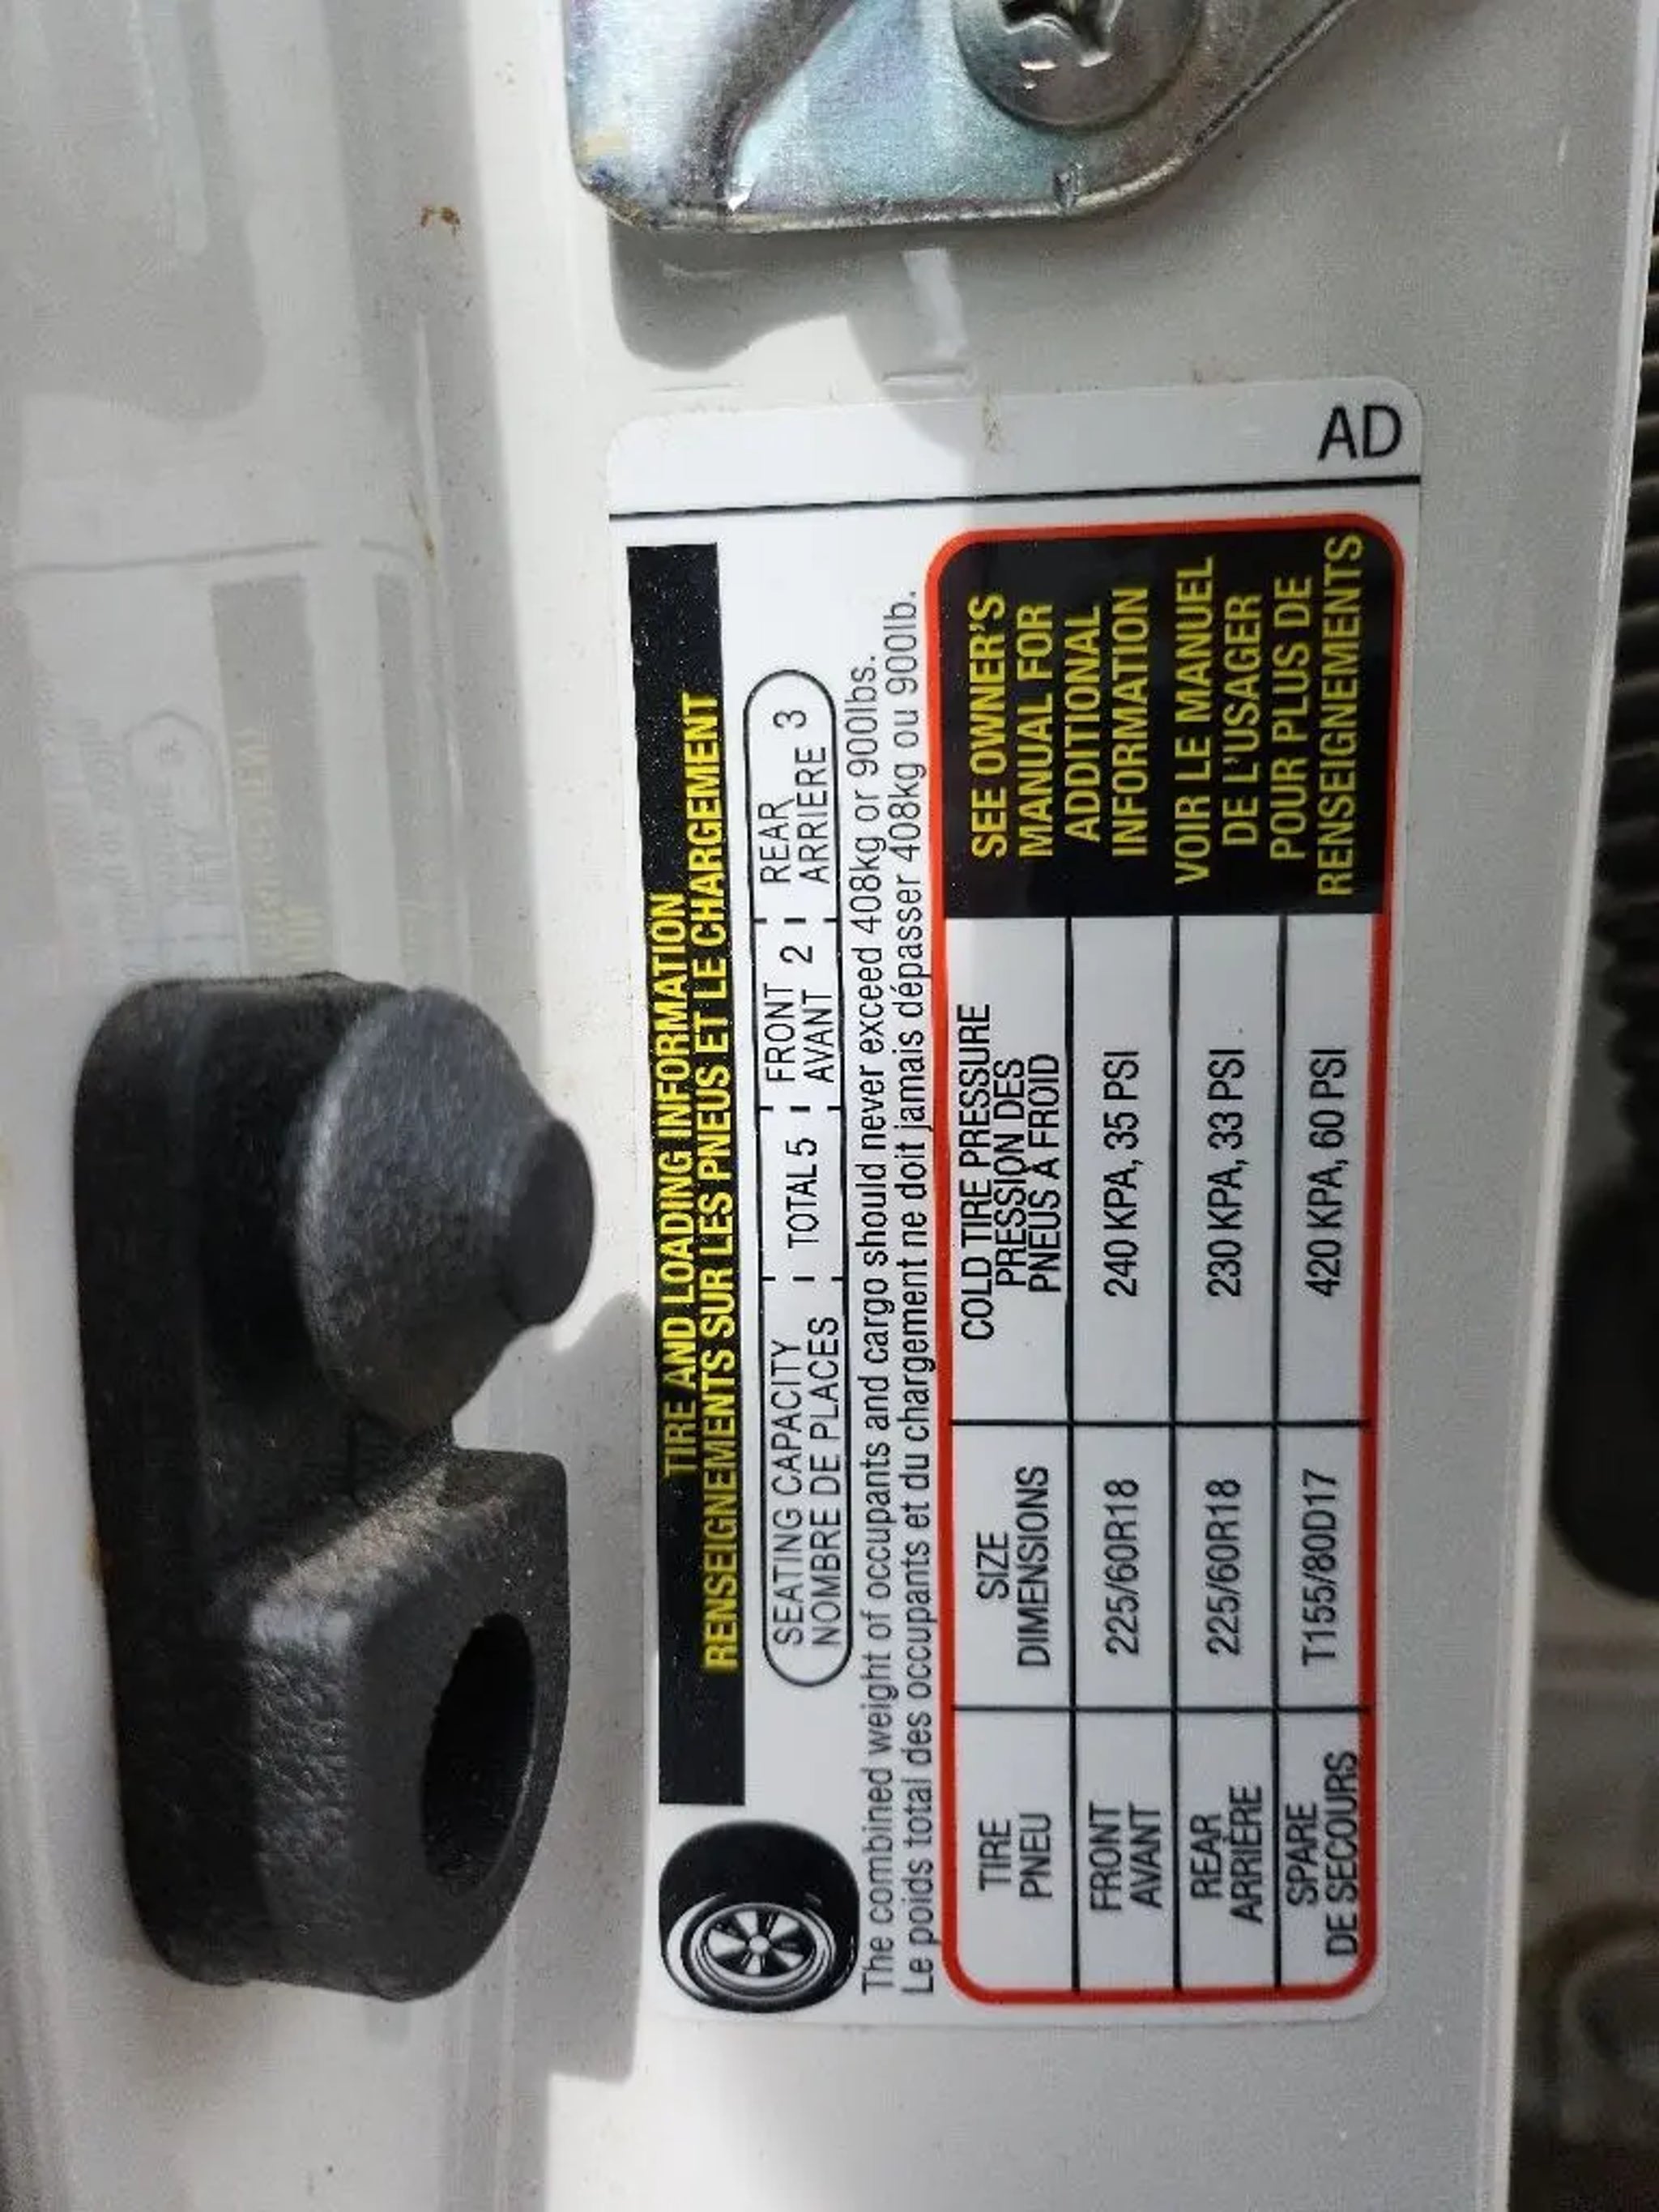 TIRE AND LOADING INFORMATION
RENSEIGNEMENTS SUR LES PNEUS ET LE CHARGEMENT
SEATING CAPACITY
NOMBRE DE PLACES
TOTAL 5
FRONT
AVANT 2
REAR
ARRIÈRE 3
The combined weight of occupants and cargo should never exceed 408kg or 900lbs.
Le poids total des occupants et du chargement ne doit jamais dépasser 408kg ou 900lb.
TIRE
PNEU
SIZE
DIMENSIONS
COLD TIRE PRESSURE
PRESSION DES
PNEUS À FROID
FRONT
AVANT
225/60R18
240 KPA, 35 PSI
REAR
ARRIÈRE
225/60R18
230 KPA, 33 PSI
SPARE
DE SECOURS
T155/80D17
420 KPA, 60 PSI
SEE OWNER'S
MANUAL FOR
ADDITIONAL
INFORMATION
VOIR LE MANUEL
DE L'USAGER
POUR PLUS DE
RENSEIGNEMENTS
AD